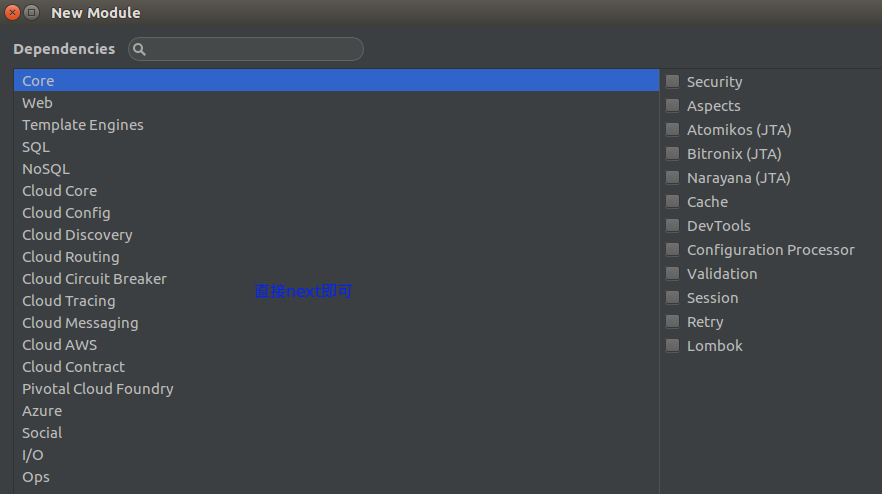 New Module
Dependencies
Core
Web
Template Engines
SQL
NoSQL
Cloud Core
Cloud Config
Cloud Discovery
Cloud Routing
Cloud Circuit Breaker
直接next即可
Cloud Tracing
Cloud Messaging
Cloud AWS
Cloud Contract
Pivotal Cloud Foundry
Azure
Social
I/O
Ops
Security
Aspects
Atomikos (JTA)
Bitronix (JTA)
Narayana (JTA)
Cache
DevTools
Configuration Processor
Validation
Session
Retry
Lombok